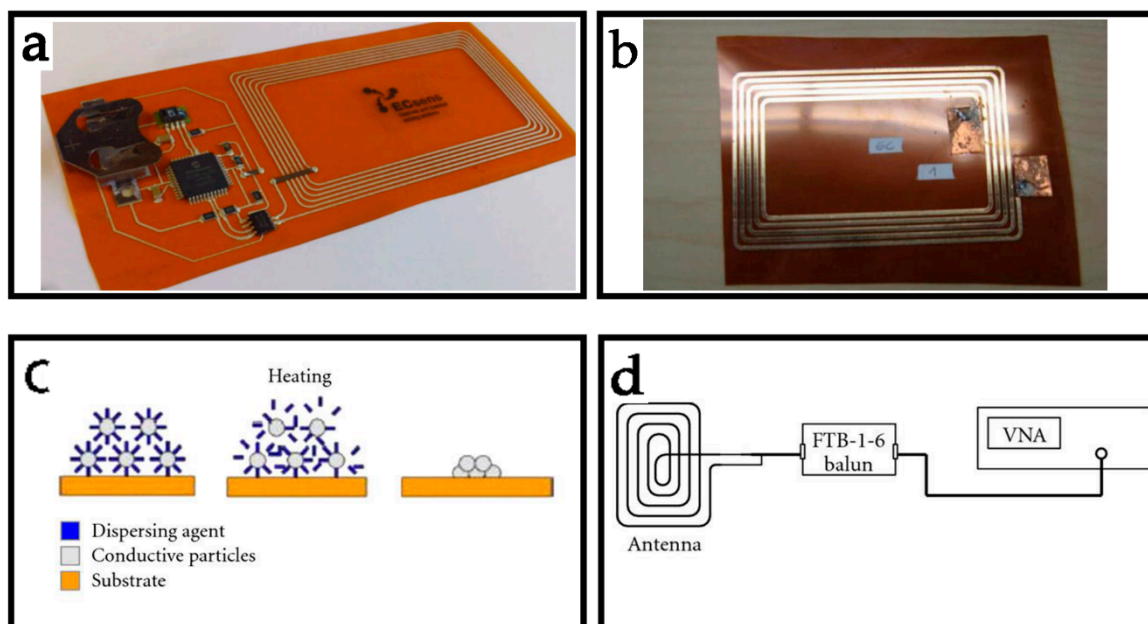 a
ECsens
b
6C
1
c
Heating
Dispersing agent
Conductive particles
Substrate
d
Antenna
FTB-1-6
balun
VNA